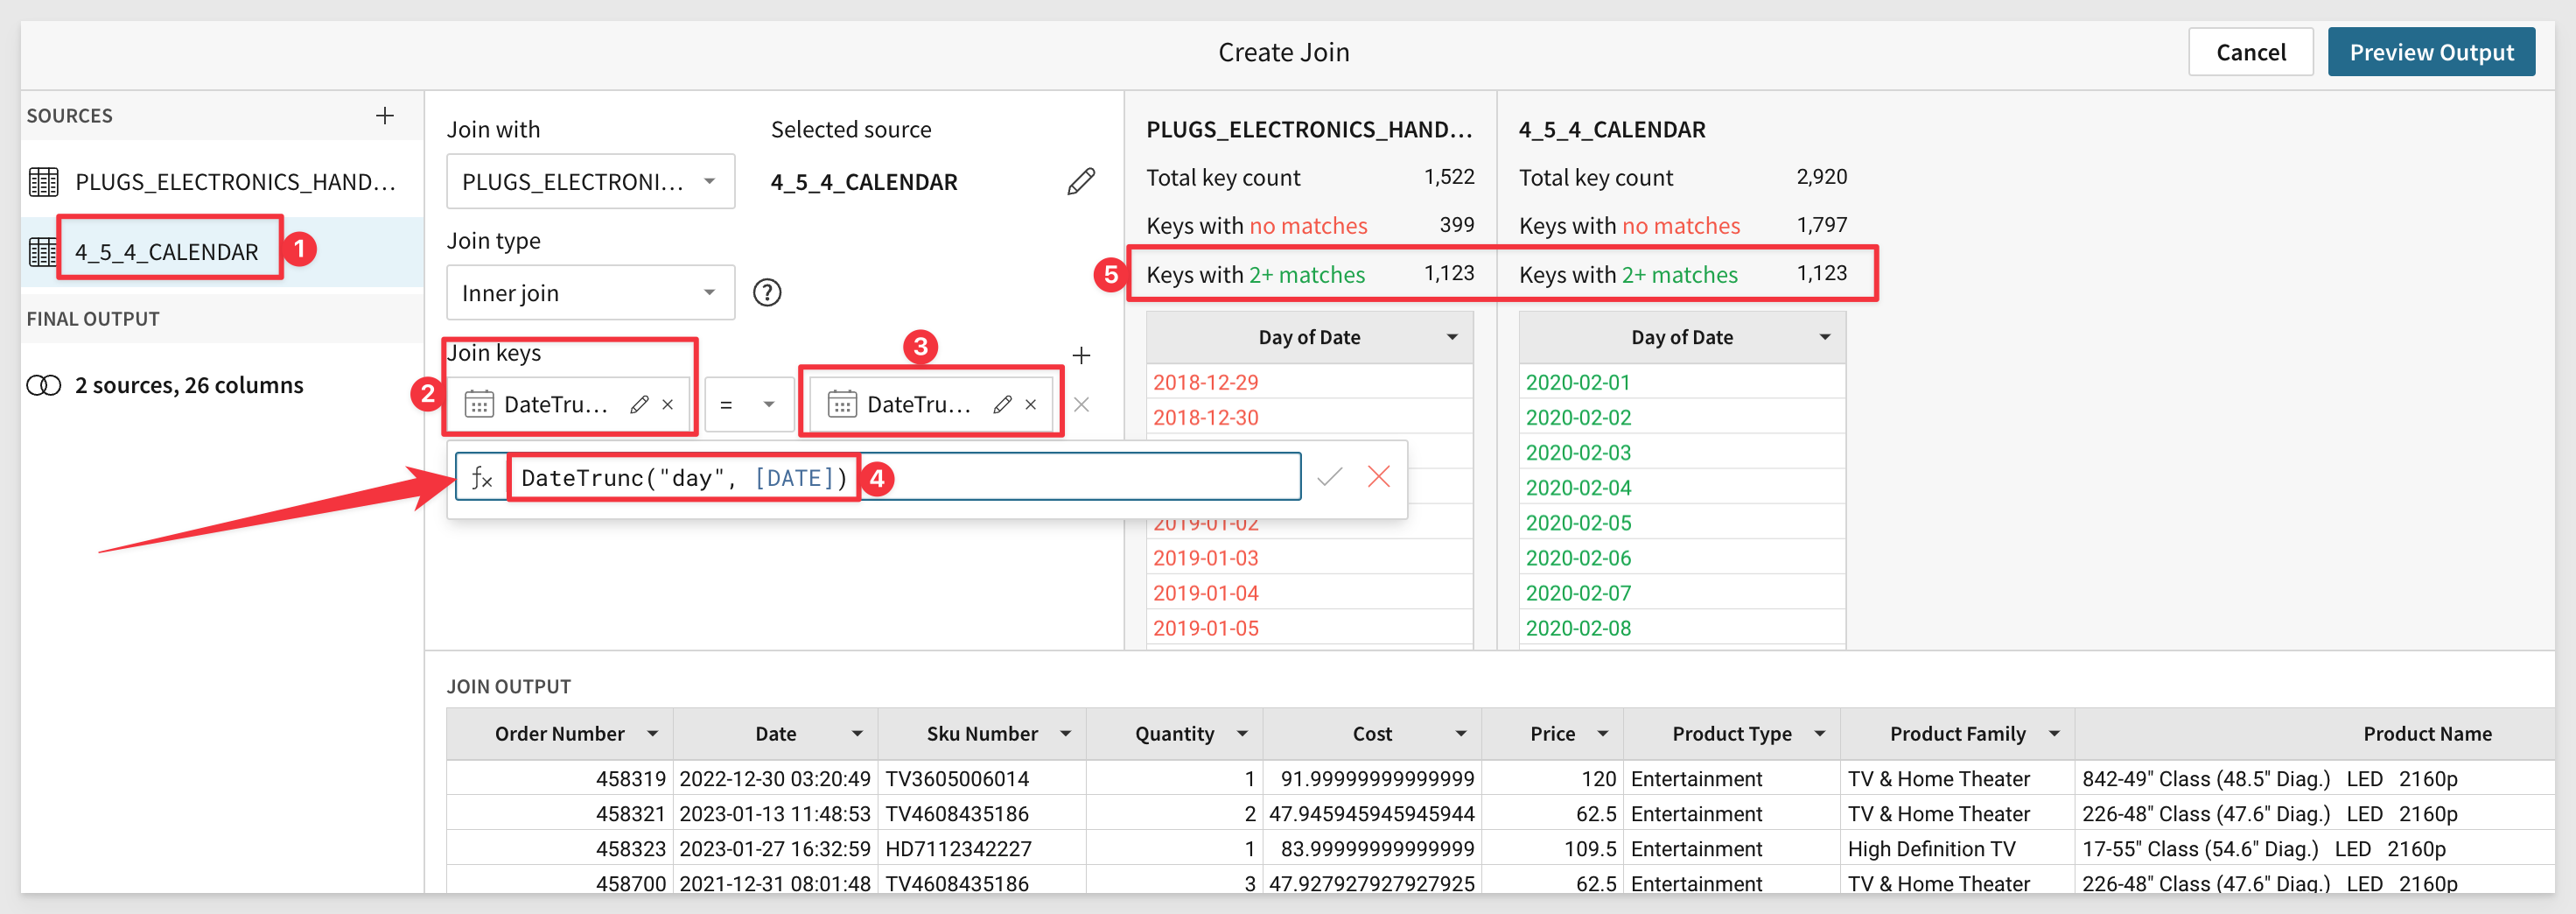 Create Join
Cancel
Preview Output
SOURCES
PLUGS_ELECTRONICS_HAND...
4_5_4_CALENDAR
1
FINAL OUTPUT
2 sources, 26 columns
Join with
Selected source
PLUGS_ELECTRONI...
4_5_4_CALENDAR
Join type
Inner join
?
Join keys
2
DateTru...
=
3
DateTru...
fx
DateTrunc("day", [DATE])
4
PLUGS_ELECTRONICS_HAND...
Total key count 1,522
Keys with no matches 399
5
Keys with 2+ matches 1,123
Day of Date
2018-12-29
2018-12-30
2019-01-02
2019-01-03
2019-01-04
2019-01-05
4_5_4_CALENDAR
Total key count 2,920
Keys with no matches 1,797
Keys with 2+ matches 1,123
Day of Date
2020-02-01
2020-02-02
2020-02-03
2020-02-04
2020-02-05
2020-02-06
2020-02-07
2020-02-08
JOIN OUTPUT
Order Number Date Sku Number Quantity Cost Price Product Type Product Family Product Name
458319 2022-12-30 03:20:49 TV3605006014 1 91.99999999999999 120 Entertainment TV & Home Theater 842-49" Class (48.5" Diag.) LED 2160p
458321 2023-01-13 11:48:53 TV4608435186 2 47.945945945945944 62.5 Entertainment TV & Home Theater 226-48" Class (47.6" Diag.) LED 2160p
458323 2023-01-27 16:32:59 HD7112342227 1 83.99999999999999 109.5 Entertainment High Definition TV 17-55" Class (54.6" Diag.) LED 2160p
458700 2021-12-31 08:01:48 TV4608435186 3 47.927927927927925 62.5 Entertainment TV & Home Theater 226-48" Class (47.6" Diag.) LED 2160p